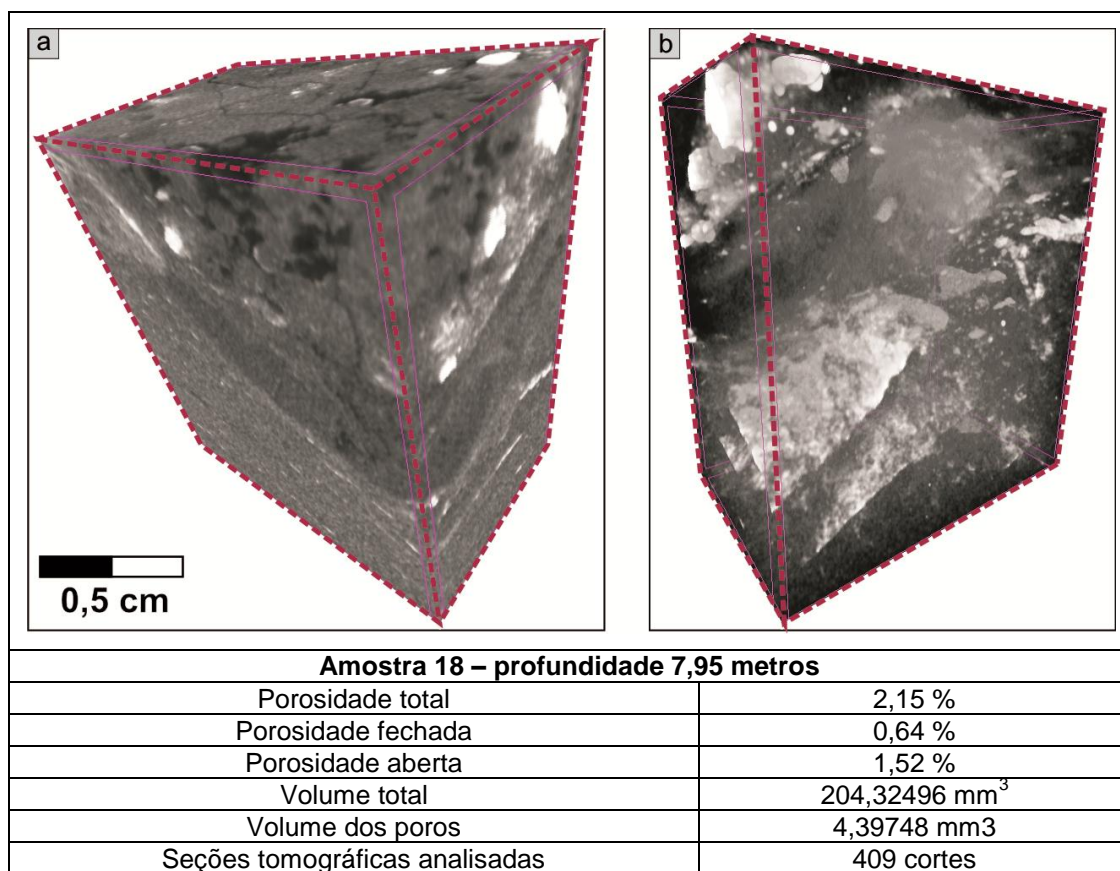 a
b
0,5 cm
Amostra 18 – profundidade 7,95 metros
Porosidade total 2,15 %
Porosidade fechada 0,64 %
Porosidade aberta 1,52 %
Volume total 204,32496 mm³
Volume dos poros 4,39748 mm3
Seções tomográficas analisadas 409 cortes